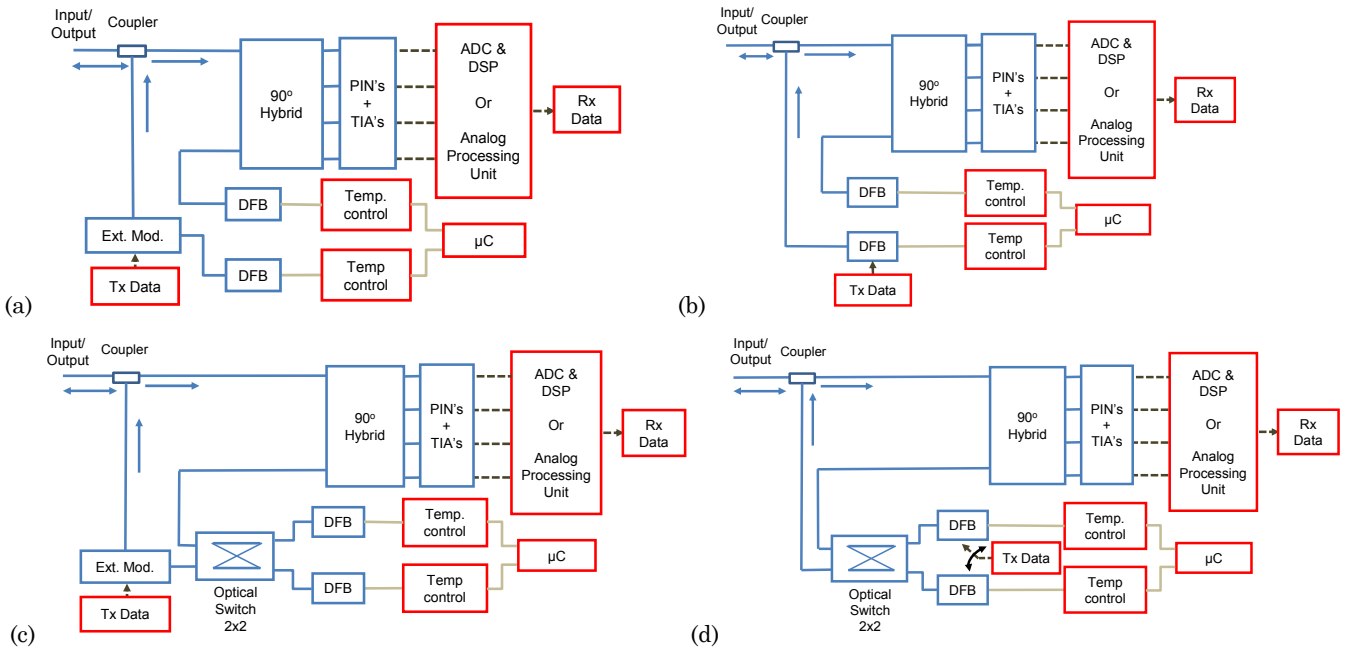 (a)
Input/
Output
Coupler
90º
Hybrid
PIN's
+
TIA's
ADC &
DSP
Or
Analog
Processing
Unit
Rx
Data
DFB
Temp.
control
µC
Ext. Mod.
DFB
Temp
control
Tx Data
(b)
Input/
Output
Coupler
90º
Hybrid
PIN's
+
TIA's
ADC &
DSP
Or
Analog
Processing
Unit
Rx
Data
DFB
Temp.
control
µC
DFB
Temp
control
Tx Data
(c)
Input/
Output
Coupler
90º
Hybrid
PIN's
+
TIA's
ADC &
DSP
Or
Analog
Processing
Unit
Rx
Data
DFB
Temp.
control
µC
Ext. Mod.
DFB
Temp
control
Tx Data
Optical
Switch
2x2
(d)
Input/
Output
Coupler
90º
Hybrid
PIN's
+
TIA's
ADC &
DSP
Or
Analog
Processing
Unit
Rx
Data
DFB
Temp.
control
Tx Data
µC
DFB
Temp
control
Optical
Switch
2x2